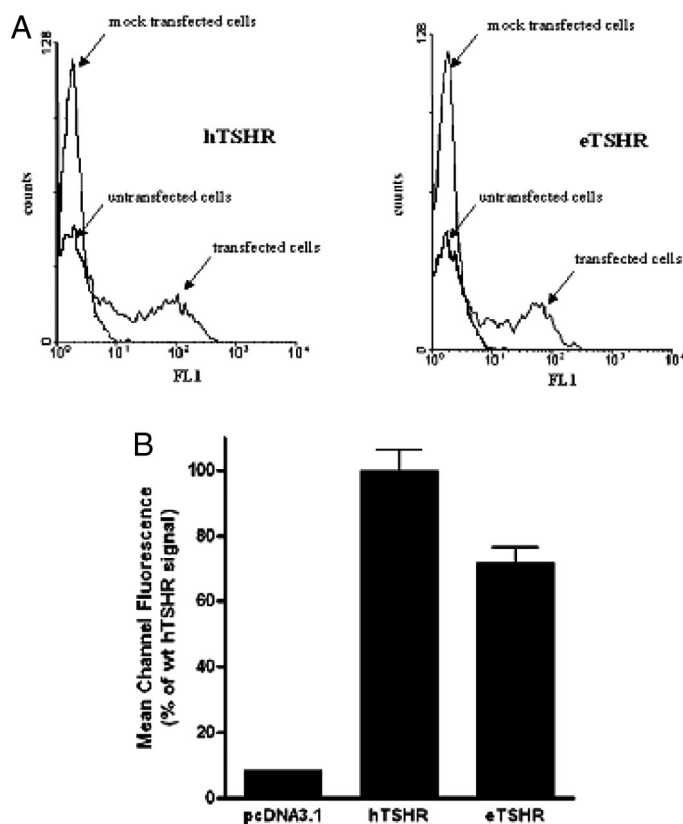 A
128
mock transfected cells
hTSHR
counts
untransfected cells
transfected cells
0
10⁰ 10¹ 10² 10³ 10⁴
FL1
128
mock transfected cells
eTSHR
counts
untransfected cells
transfected cells
0
10⁰ 10¹ 10² 10³ 10⁴
FL1
B
Mean Channel Fluorescence
(% of wt hTSHR signal)
100
80
60
40
20
0
pcDNA3.1 hTSHR eTSHR